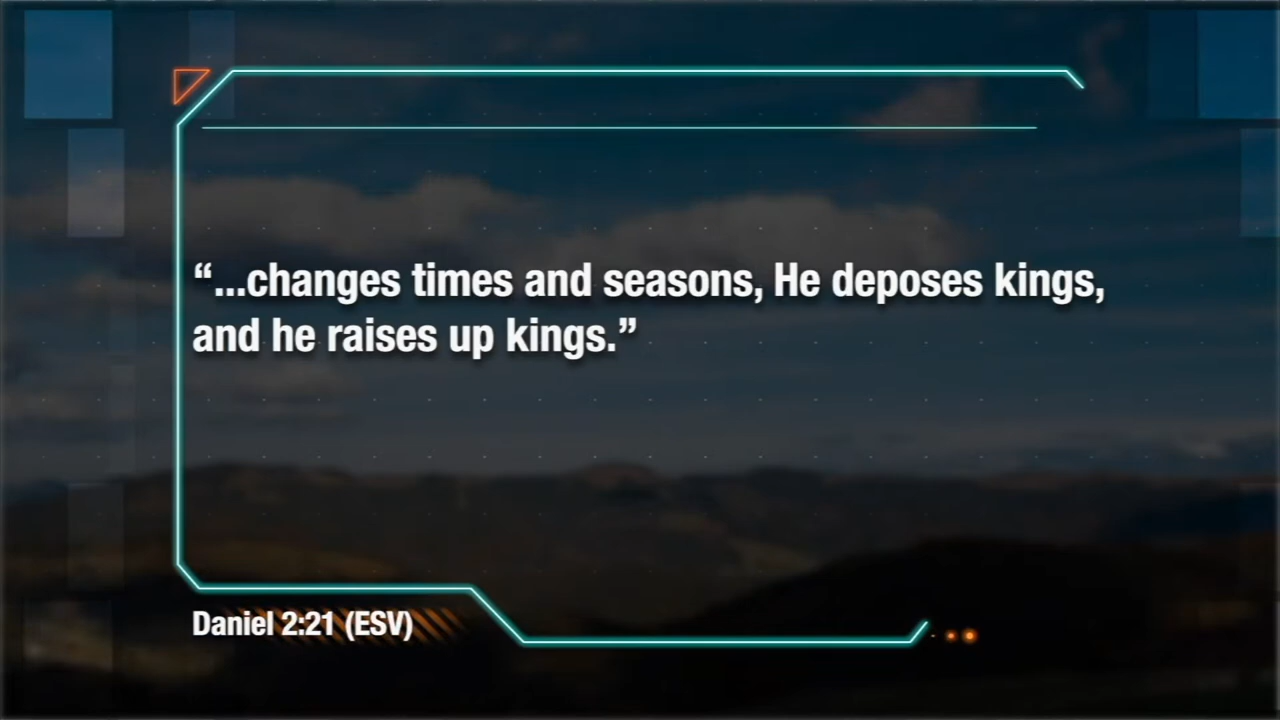 “...changes times and seasons, He deposes kings,
and he raises up kings.”
Daniel 2:21 (ESV)